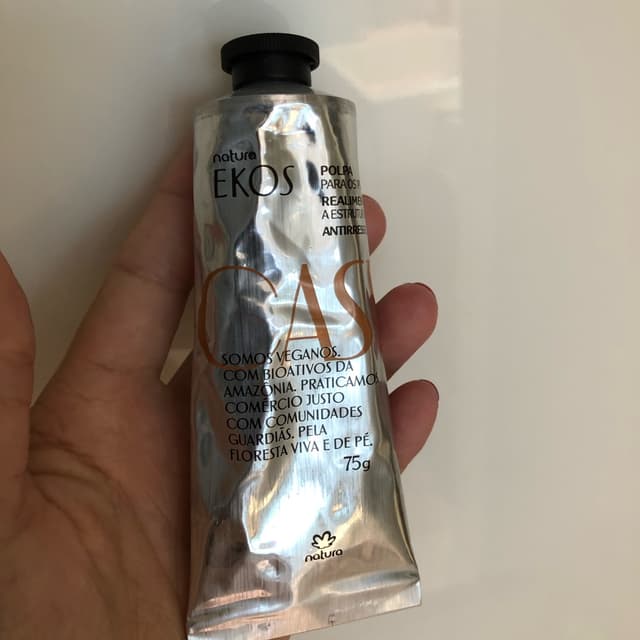 natura
EKOS
POLPA
PARA OS
A ESTRUTU
CAS
SOMOS VEGANOS.
COM BIOATIVOS DA
AMAZÔNIA. PRATICAMOS
COMÉRCIO JUSTO
COM COMUNIDADES
GUARDIÃS. PELA
FLORESTA VIVA E DE PÉ.
75g
natura